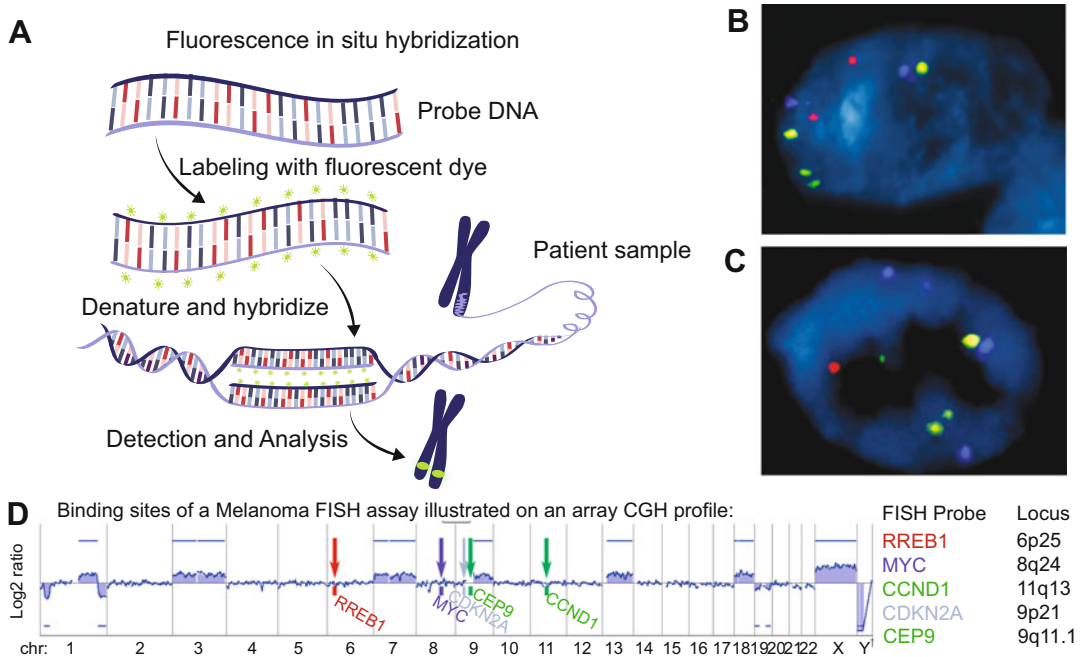 A
Fluorescence in situ hybridization
Probe DNA
Labeling with fluorescent dye
Patient sample
Denature and hybridize
Detection and Analysis
B
C
D
Binding sites of a Melanoma FISH assay illustrated on an array CGH profile:
Log2 ratio
RREB1
MYC
CDKN2A
CEP9
CCND1
chr: 1 2 3 4 5 6 7 8 9 10 11 12 13 14 15 16 17 18 19 20 21 22 X Y
FISH Probe Locus
RREB1 6p25
MYC 8q24
CCND1 11q13
CDKN2A 9p21
CEP9 9q11.1